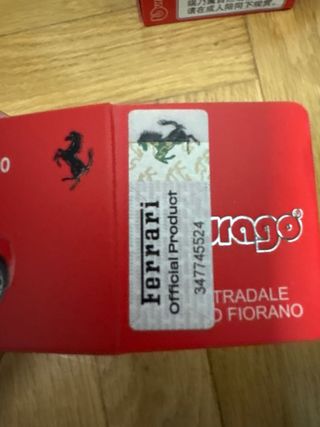 O
Ferrari
Official Product
347745524
urago®
TRADALE
O FIORANO